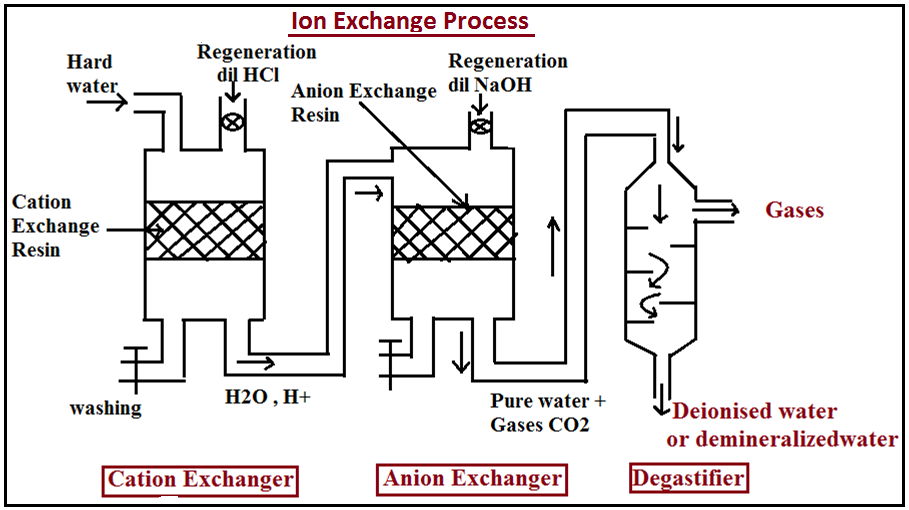 Ion Exchange Process
Hard
water
Regeneration
dil HCl
Anion Exchange
Resin
Regeneration
dil NaOH
Cation
Exchange
Resin
Gases
washing
H2O , H+
Pure water +
Gases CO2
Deionised water
or demineralizedwater
Cation Exchanger
Anion Exchanger
Degastifier